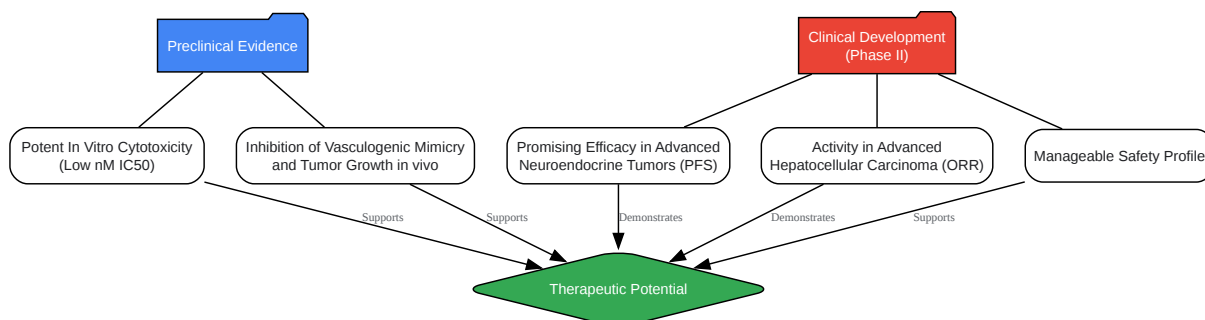 Preclinical Evidence
Clinical Development
(Phase II)
Potent In Vitro Cytotoxicity
(Low nM IC50)
Inhibition of Vasculogenic Mimicry
and Tumor Growth in vivo
Promising Efficacy in Advanced
Neuroendocrine Tumors (PFS)
Activity in Advanced
Hepatocellular Carcinoma (ORR)
Manageable Safety Profile
Supports
Supports
Demonstrates
Demonstrates
Supports
Therapeutic Potential